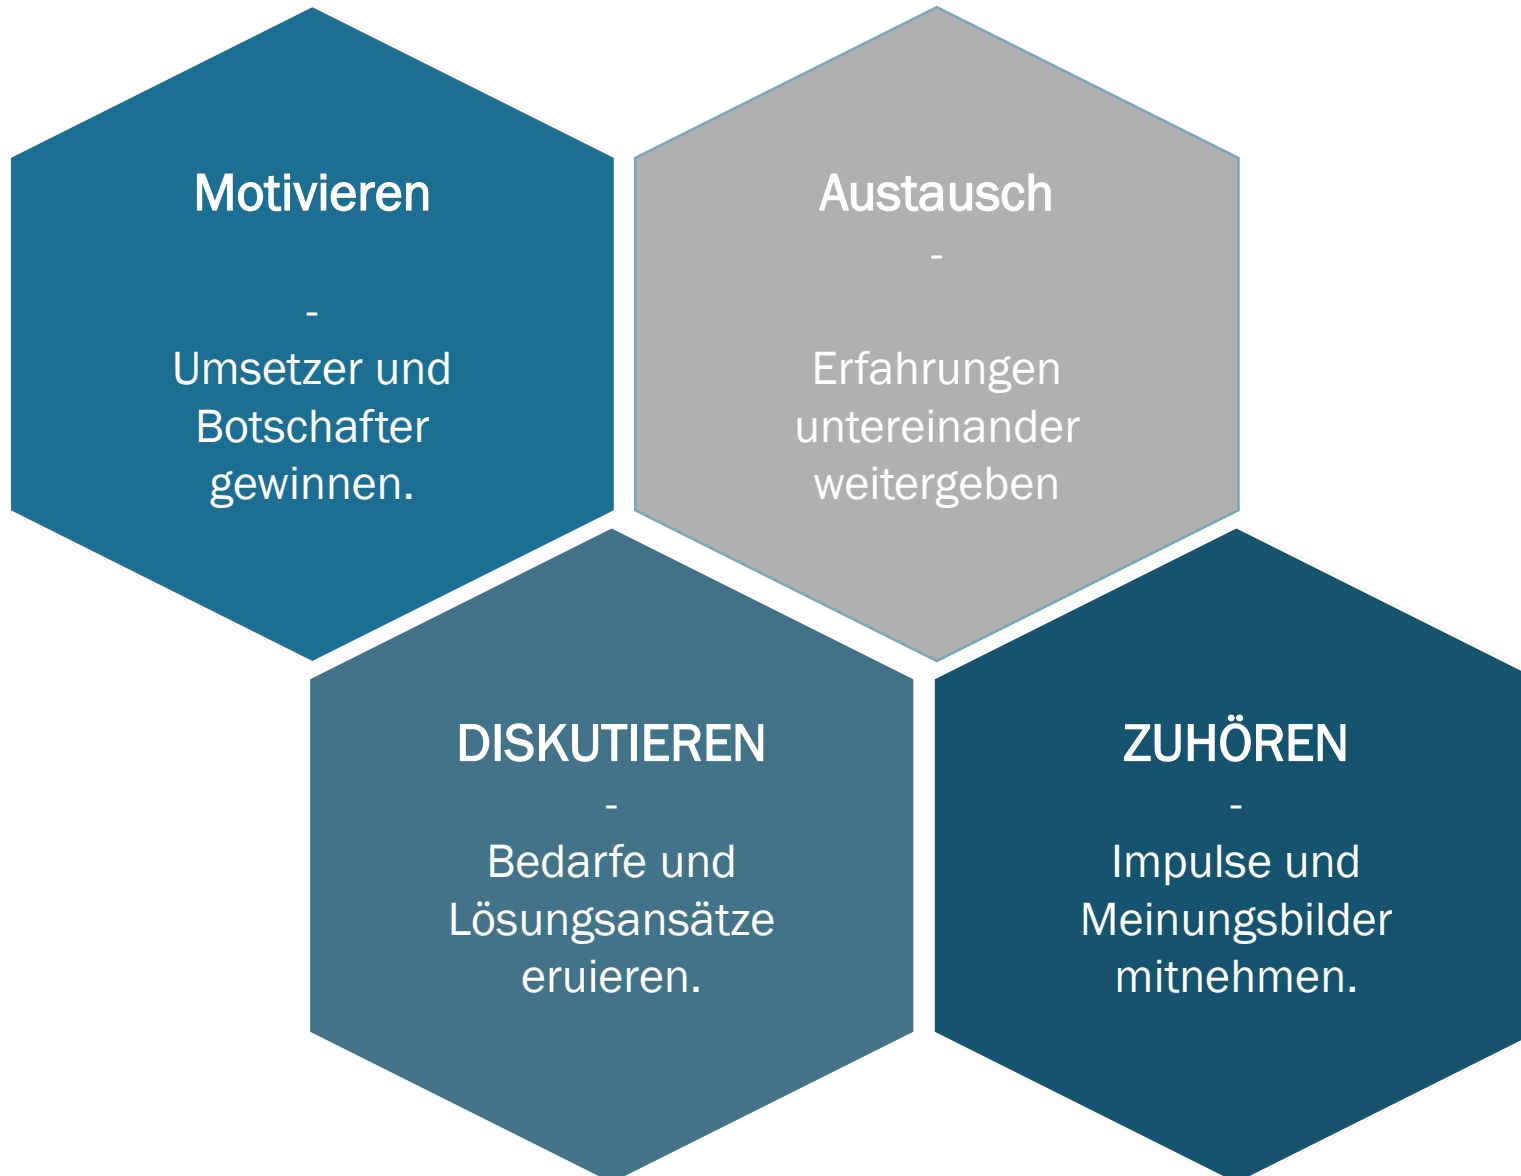 Motivieren
-
Umsetzer und
Botschafter
gewinnen.
Austausch
-
Erfahrungen
untereinander
weitergeben
DISKUTIEREN
-
Bedarfe und
Lösungsansätze
eruieren.
ZUHÖREN
-
Impulse und
Meinungsbilder
mitnehmen.